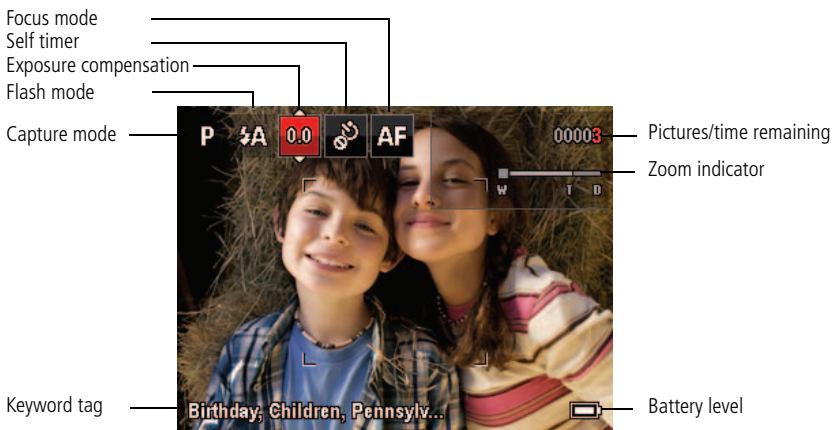 Focus mode
Self timer
Exposure compensation
Flash mode
Capture mode
P
A
0.0
AF
00003
Pictures/time remaining
Zoom indicator
W T D
Keyword tag
Birthday, Children, Pennsylv...
Battery level